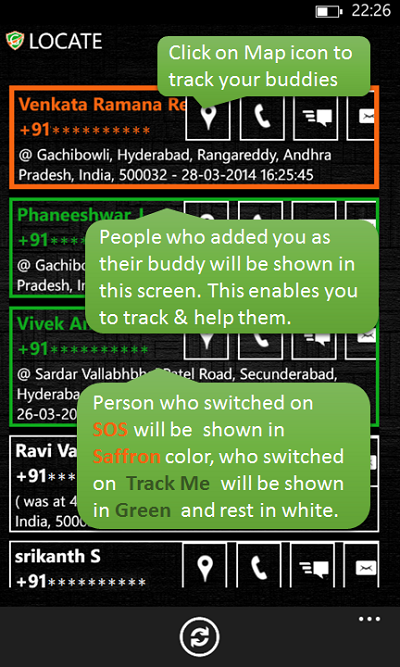 22:26
LOCATE
Click on Map icon to
track your buddies
Venkata Ramana Re
+91**********
@ Gachibowli, Hyderabad, Rangareddy, Andhra
Pradesh, India, 500032 - 28-03-2014 16:25:45
Phaneeshwar
+91
@ Gachibo
Pradesh, In
People who added you as
their buddy will be shown in
this screen. This enables you
to track & help them.
Vivek An
+91**********
@ Sardar Vallabhbhai Patel Road, Secunderabad,
Hyderaba
26-03-20
Person who switched on
SOS will be shown in
Saffron color, who switched
on Track Me will be shown
in Green and rest in white.
Ravi Va
+91
( was at 4
India, 500
srikanth S
+91**********